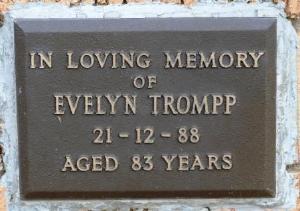 IN LOVING MEMORY
OF
EVELYN TROMPP
21-12-88
AGED 83 YEARS